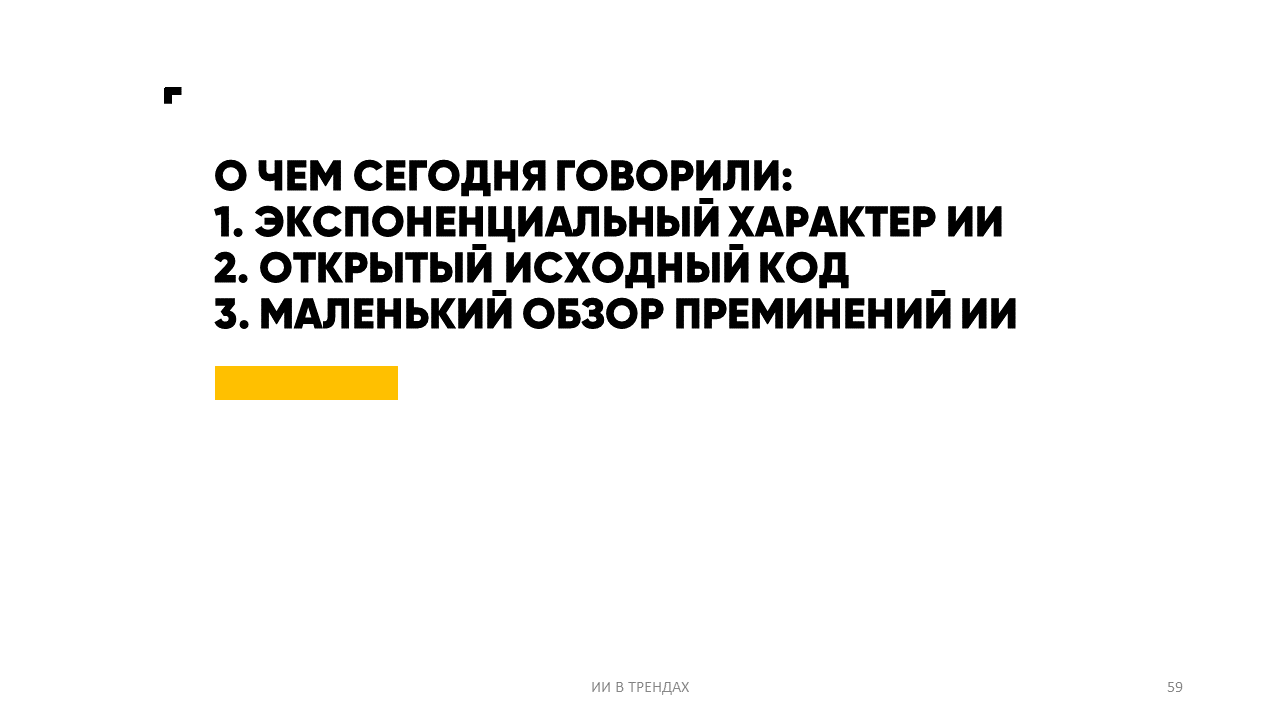 О ЧЕМ СЕГОДНЯ ГОВОРИЛИ:
1. ЭКСПОНЕНЦИАЛЬНЫЙ ХАРАКТЕР ИИ
2. ОТКРЫТЫЙ ИСХОДНЫЙ КОД
3. МАЛЕНЬКИЙ ОБЗОР ПРЕМИНЕНИЙ ИИ
ИИ В ТРЕНДАХ
59